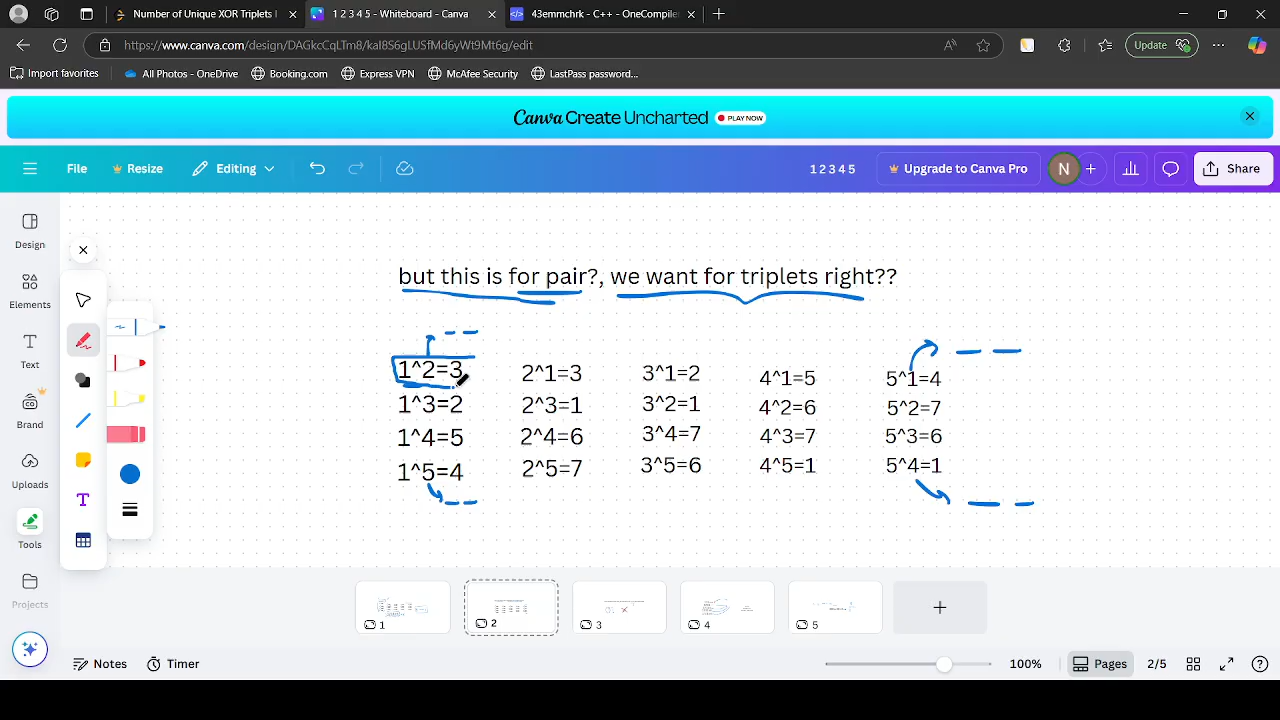 Number of Unique XOR Triplets I
1 2 3 4 5 - Whiteboard - Canva
43emmchrk - C++ - OneCompiler
https://www.canva.com/design/DAGkcCqLTm8/kaI8S6gLUSfMd6yWt9Mt6g/edit
Update
Import favorites
All Photos - OneDrive
Booking.com
Express VPN
McAfee Security
LastPass password...
Canva Create Uncharted
PLAY NOW
File
Resize
Editing
1 2 3 4 5
Upgrade to Canva Pro
N
Share
Design
Elements
Text
Brand
Uploads
Tools
Projects
but this is for pair?, we want for triplets right??
1^2=3
1^3=2
1^4=5
1^5=4
2^1=3
2^3=1
2^4=6
2^5=7
3^1=2
3^2=1
3^4=7
3^5=6
4^1=5
4^2=6
4^3=7
4^5=1
5^1=4
5^2=7
5^3=6
5^4=1
1
2
3
4
5
Notes
Timer
100%
Pages
2/5